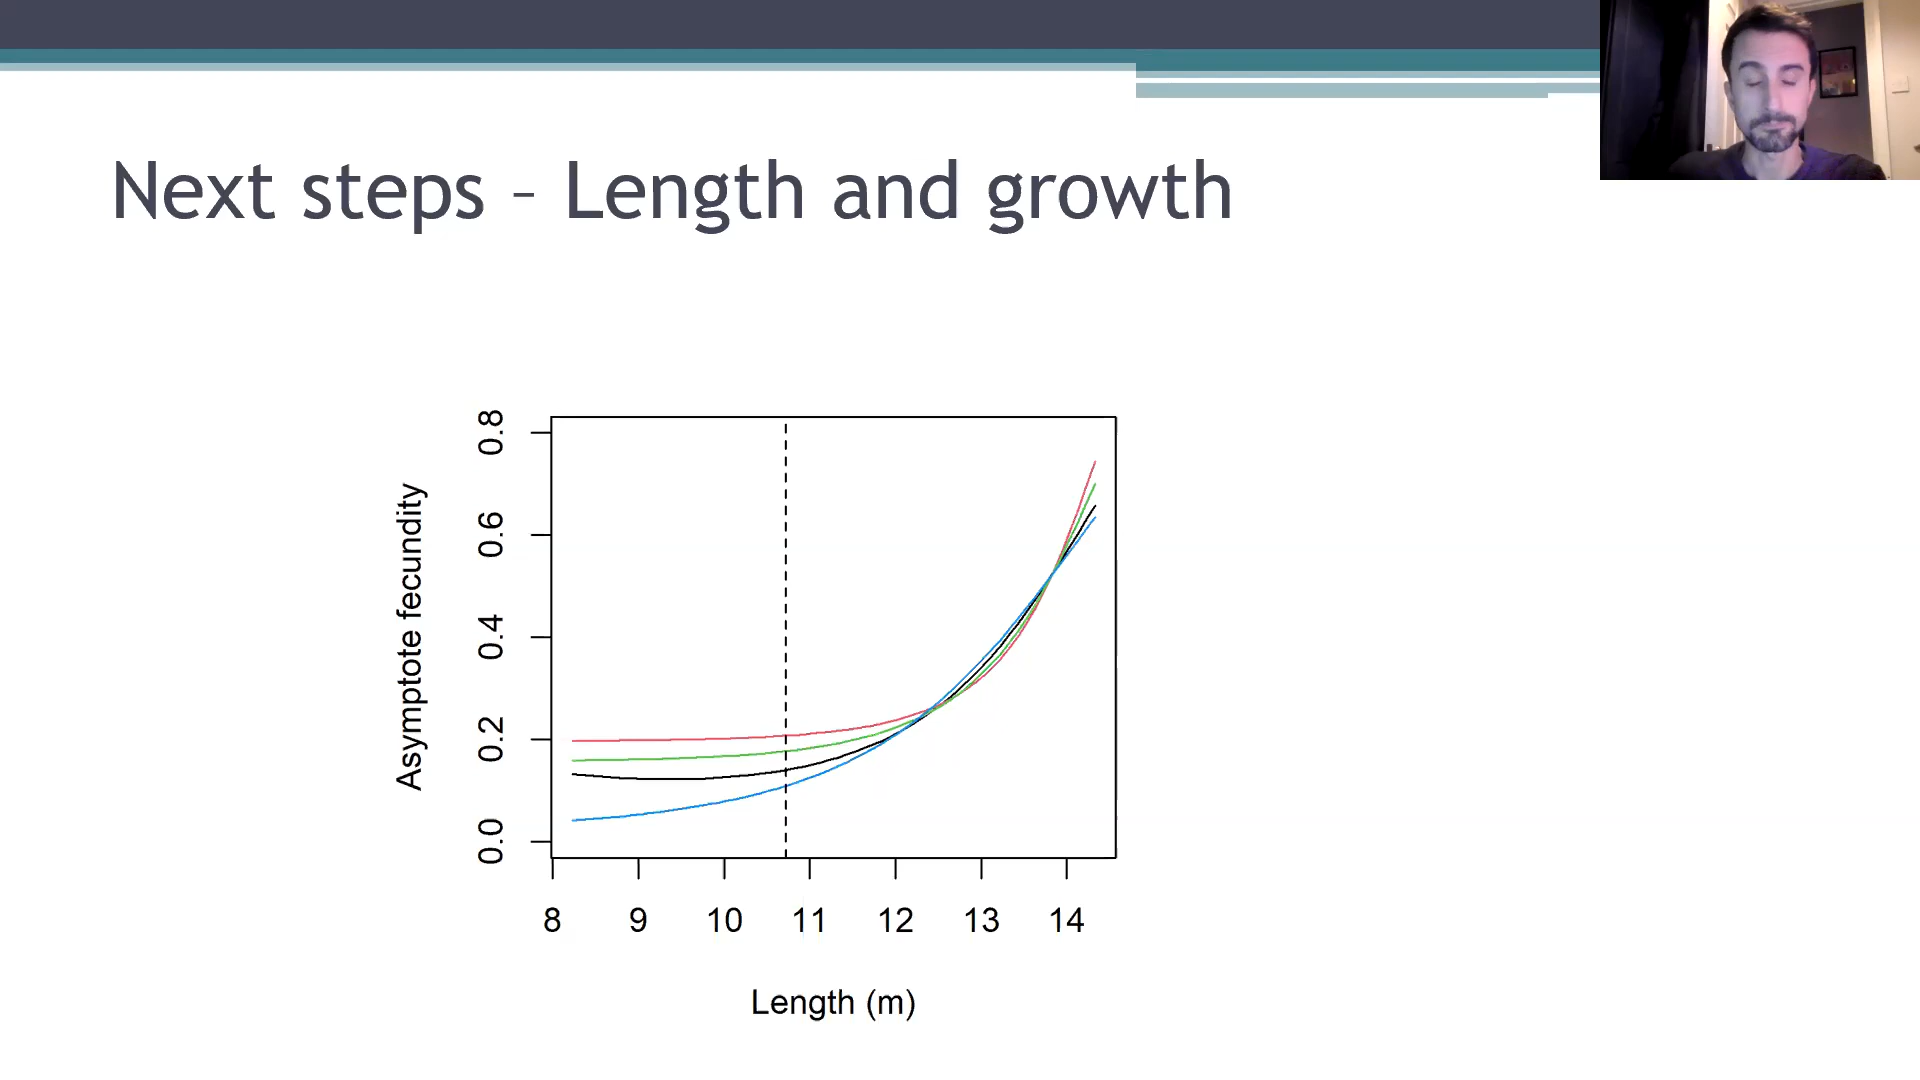 Next steps – Length and growth
Asymptote fecundity
0.8
0.6
0.4
0.2
0.0
8 9 10 11 12 13 14
Length (m)